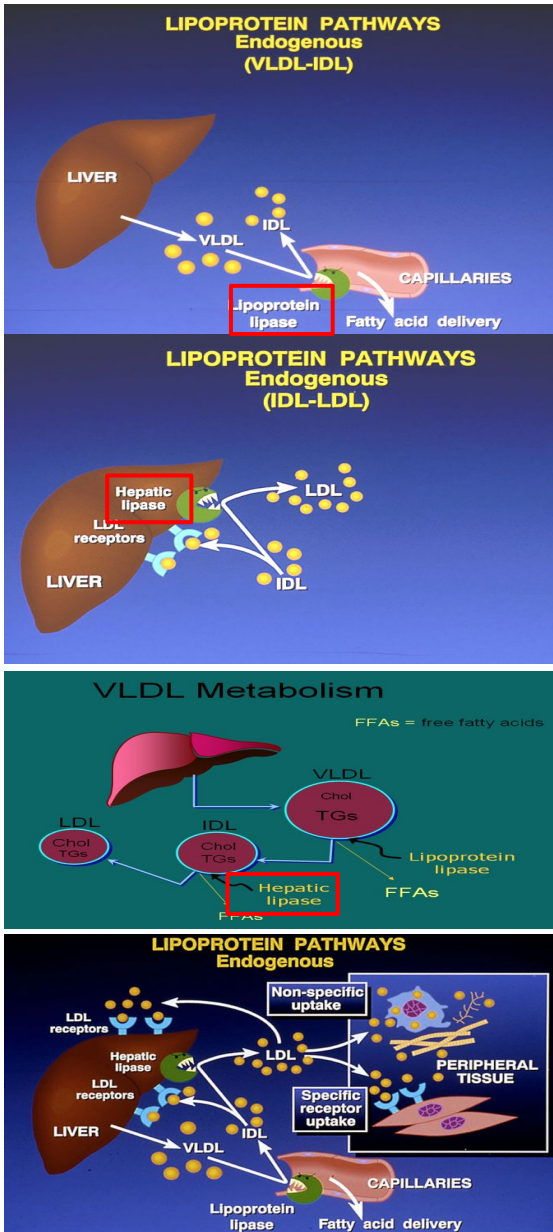 LIPOPROTEIN PATHWAYS
Endogenous
(VLDL-IDL)
LIVER
VLDL
IDL
CAPILLARIES
Lipoprotein
lipase
Fatty acid delivery
LIPOPROTEIN PATHWAYS
Endogenous
(IDL-LDL)
Hepatic
lipase
LDL
LDL
receptors
LIVER
IDL
VLDL Metabolism
FFAs = free fatty acids
VLDL
Chol
TGs
LDL
IDL
Chol
TGs
Chol
TGs
Lipoprotein
lipase
Hepatic
lipase
FFAs
FFAs
LIPOPROTEIN PATHWAYS
Endogenous
Non-specific
uptake
LDL
receptors
Hepatic
lipase
LDL
PERIPHERAL
TISSUE
LDL
receptors
Specific
receptor
uptake
LIVER
VLDL
IDL
CAPILLARIES
Lipoprotein
lipase
Fatty acid delivery